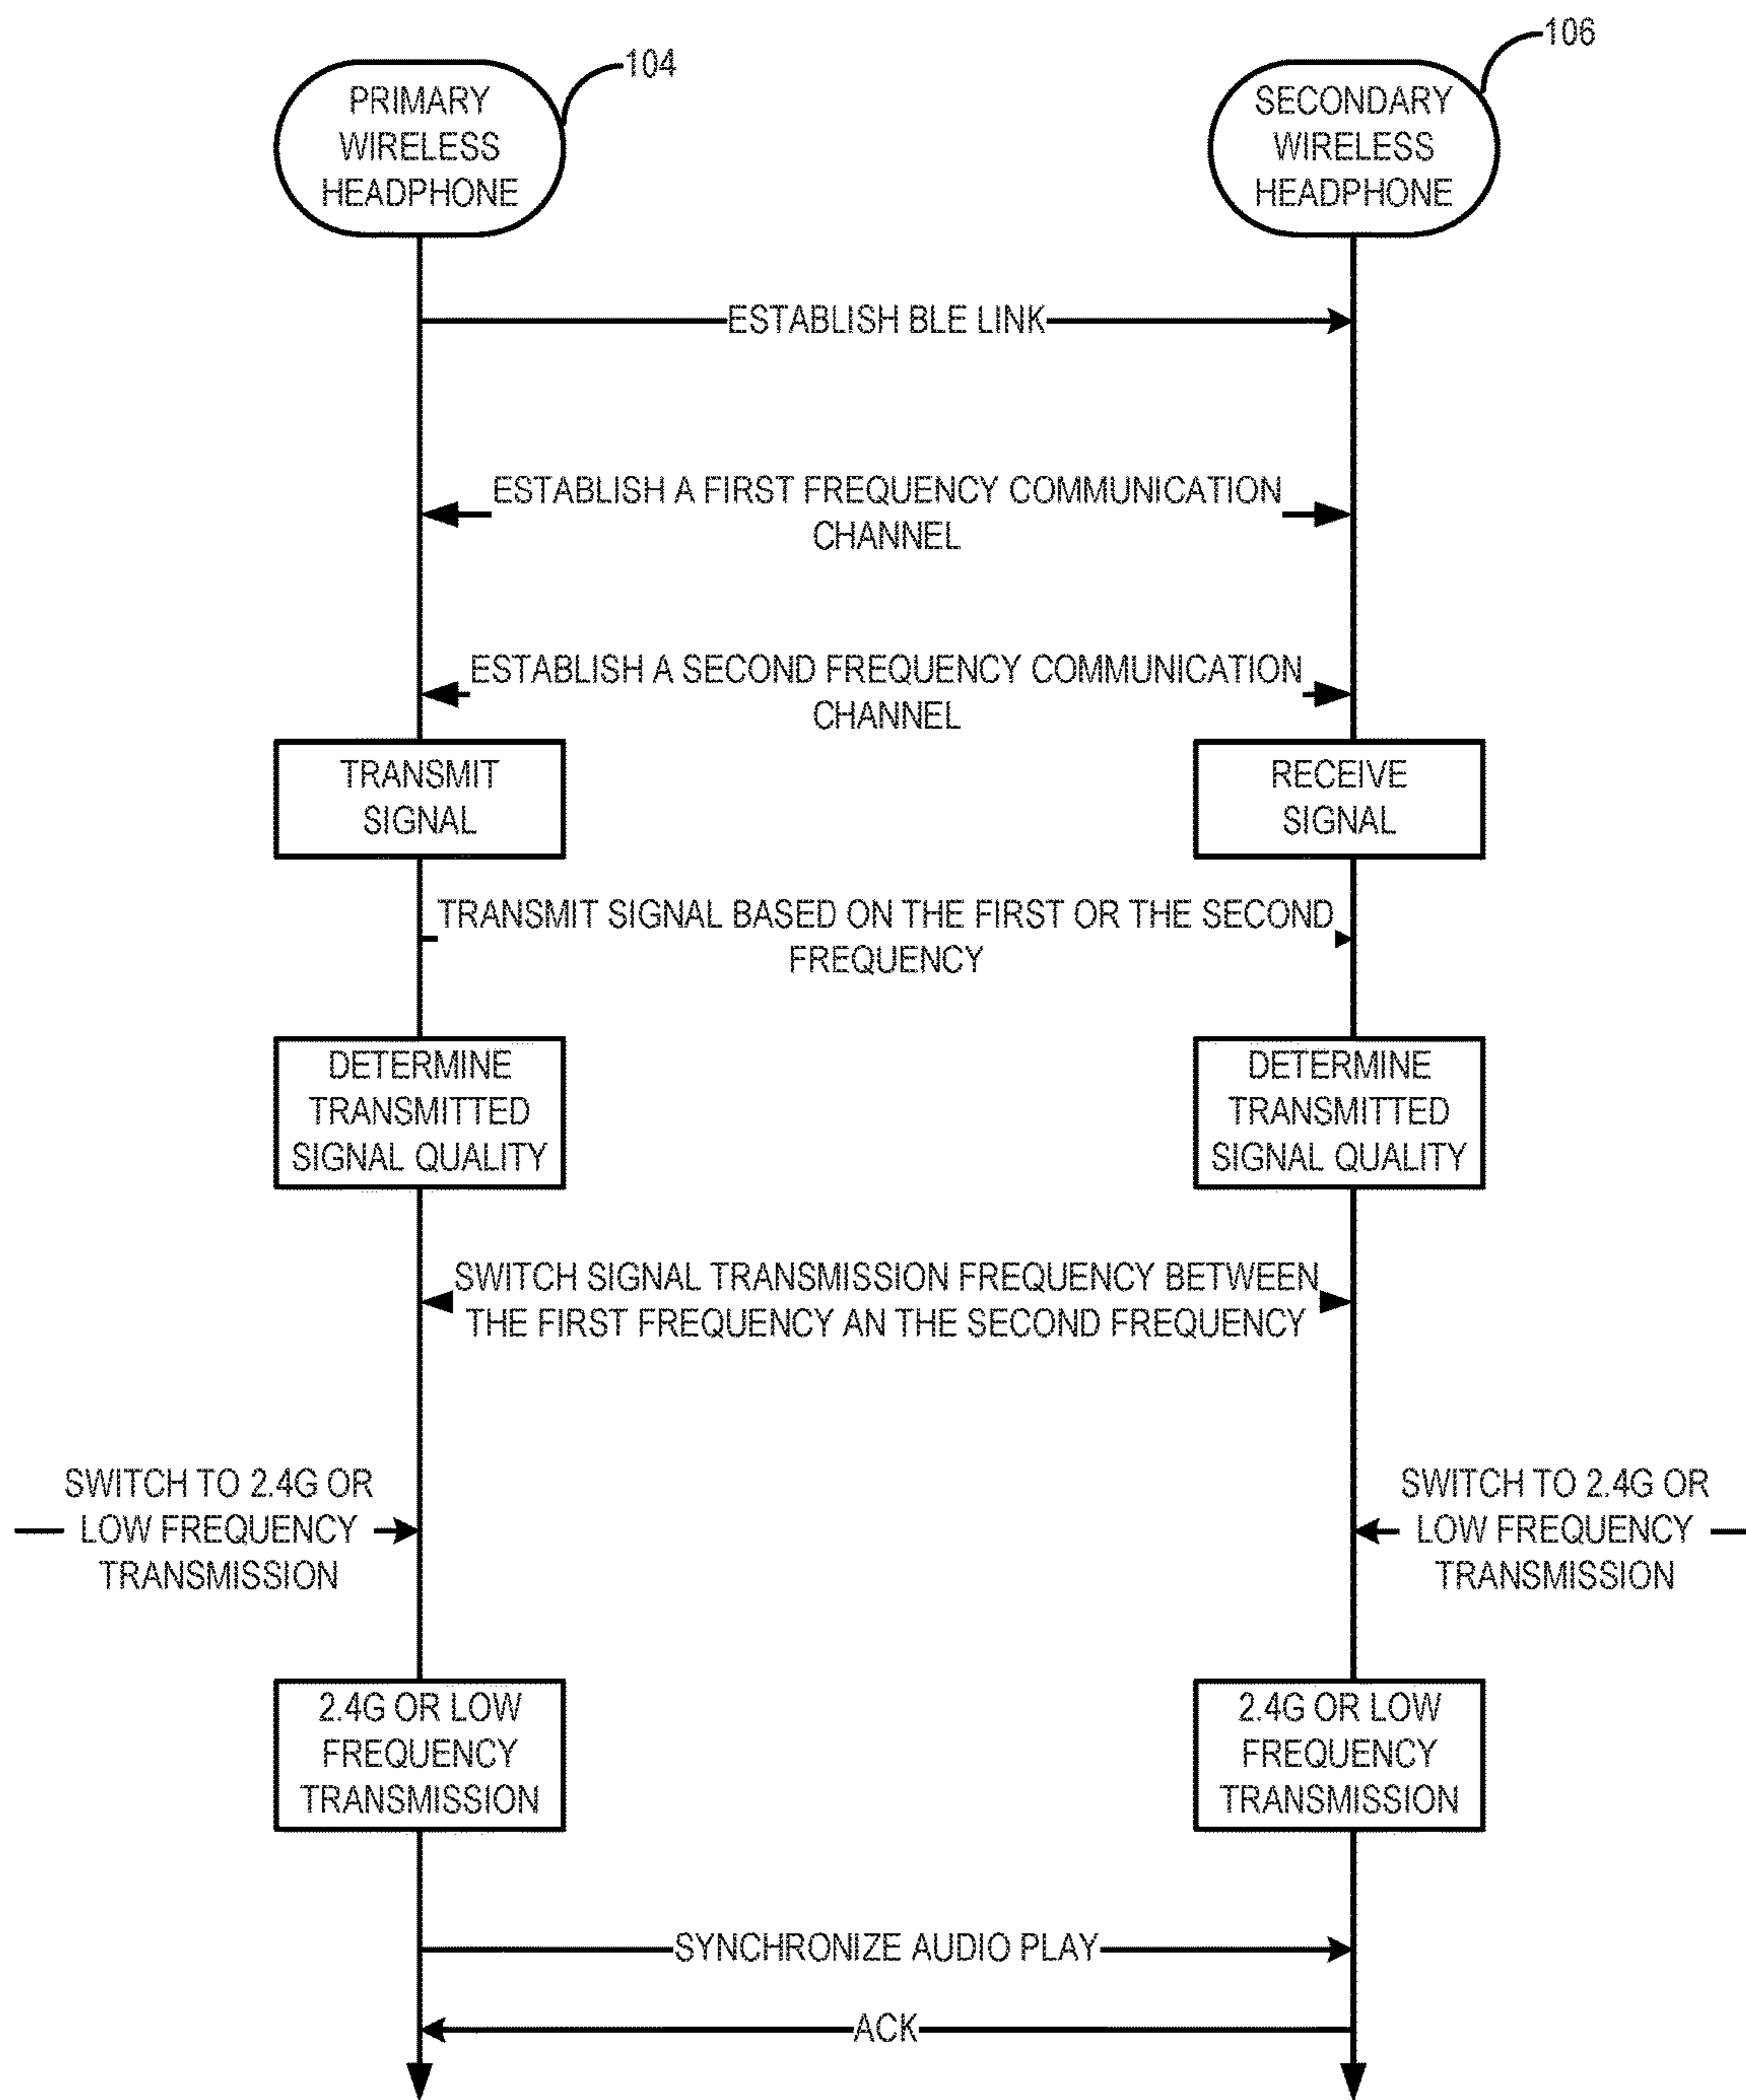 104
106
PRIMARY
WIRELESS
HEADPHONE
SECONDARY
WIRELESS
HEADPHONE
ESTABLISH BLE LINK
ESTABLISH A FIRST FREQUENCY COMMUNICATION
CHANNEL
ESTABLISH A SECOND FREQUENCY COMMUNICATION
CHANNEL
TRANSMIT
SIGNAL
RECEIVE
SIGNAL
TRANSMIT SIGNAL BASED ON THE FIRST OR THE SECOND
FREQUENCY
DETERMINE
TRANSMITTED
SIGNAL QUALITY
DETERMINE
TRANSMITTED
SIGNAL QUALITY
SWITCH SIGNAL TRANSMISSION FREQUENCY BETWEEN
THE FIRST FREQUENCY AN THE SECOND FREQUENCY
SWITCH TO 2.4G OR
LOW FREQUENCY
TRANSMISSION
SWITCH TO 2.4G OR
LOW FREQUENCY
TRANSMISSION
2.4G OR LOW
FREQUENCY
TRANSMISSION
2.4G OR LOW
FREQUENCY
TRANSMISSION
SYNCHRONIZE AUDIO PLAY
ACK